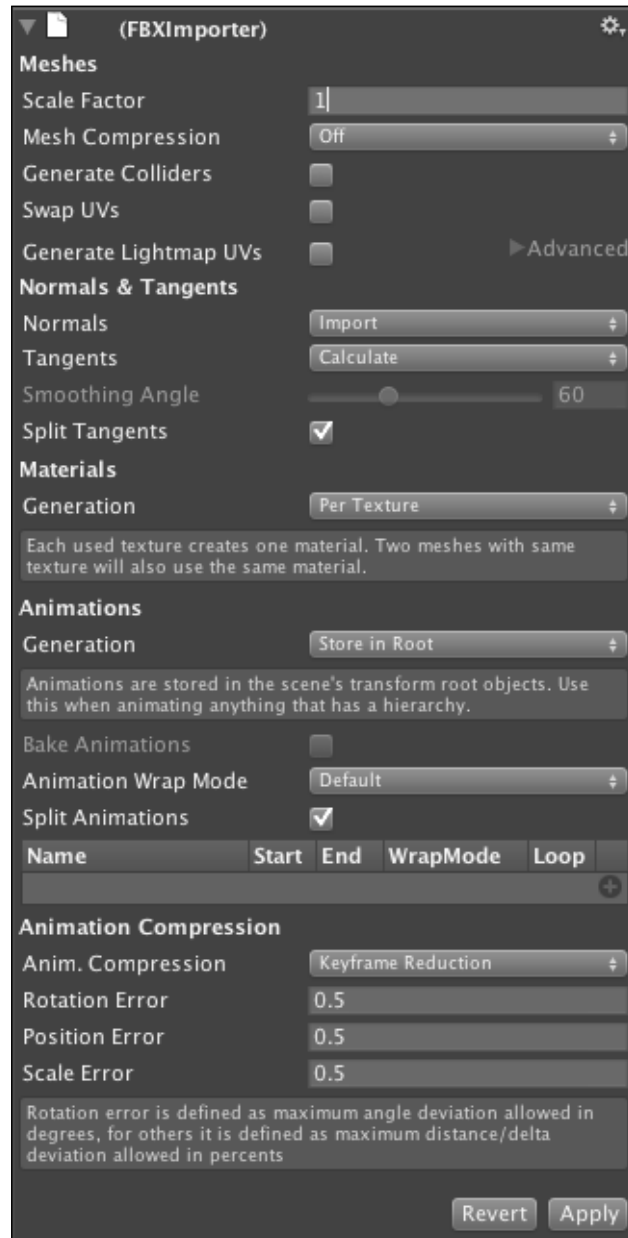 (FBXImporter)
Meshes
Scale Factor 1
Mesh Compression Off
Generate Colliders
Swap UVs
Generate Lightmap UVs Advanced
Normals & Tangents
Normals Import
Tangents Calculate
Smoothing Angle 60
Split Tangents
Materials
Generation Per Texture
Each used texture creates one material. Two meshes with same
texture will also use the same material.
Animations
Generation Store in Root
Animations are stored in the scene's transform root objects. Use
this when animating anything that has a hierarchy.
Bake Animations
Animation Wrap Mode Default
Split Animations
Name Start End WrapMode Loop
Animation Compression
Anim. Compression Keyframe Reduction
Rotation Error 0.5
Position Error 0.5
Scale Error 0.5
Rotation error is defined as maximum angle deviation allowed in
degrees, for others it is defined as maximum distance/delta
deviation allowed in percents
Revert Apply